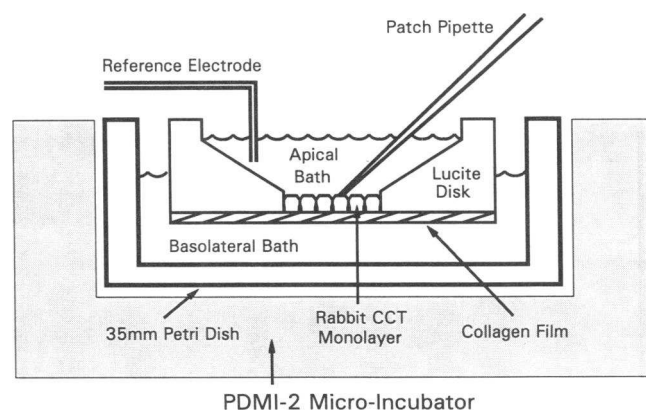 Patch Pipette
Reference Electrode
Apical
Bath
Lucite
Disk
Basolateral Bath
35mm Petri Dish
Rabbit CCT
Monolayer
Collagen Film
PDMI-2 Micro-Incubator